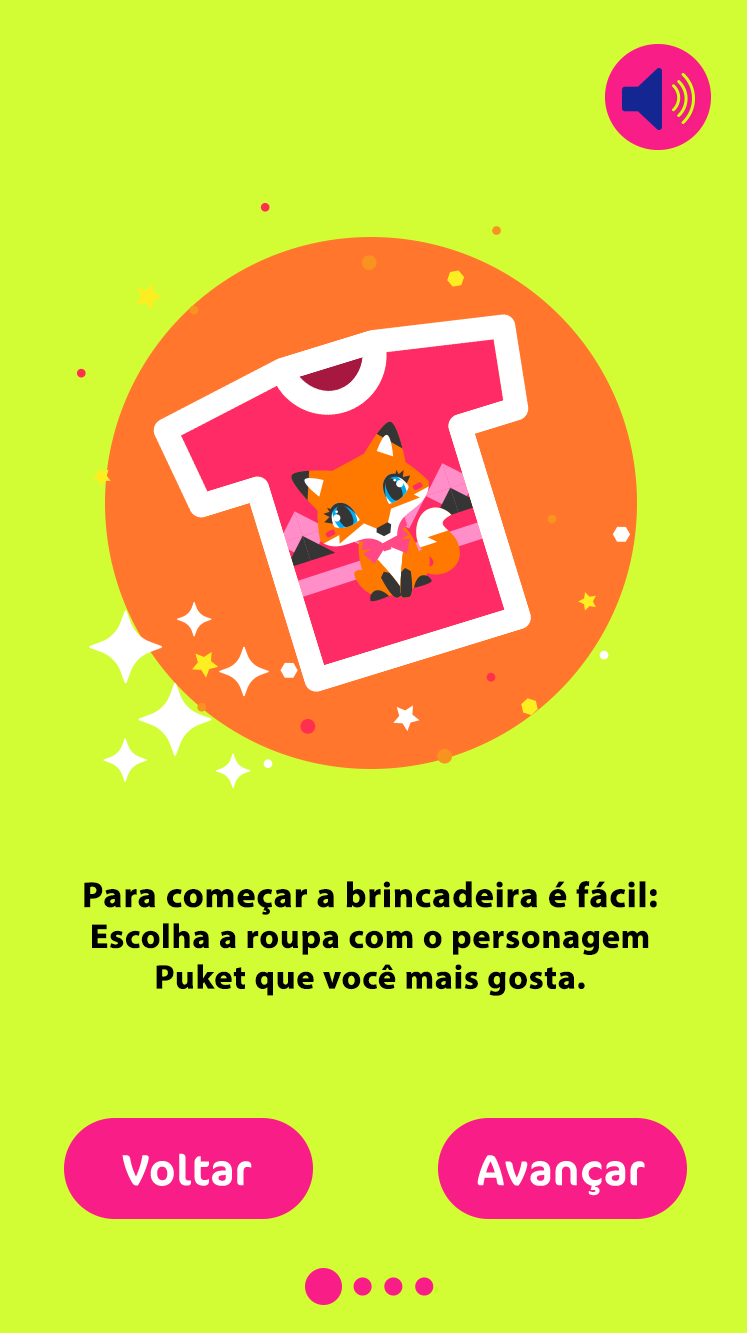 Para começar a brincadeira é fácil:
Escolha a roupa com o personagem
Puket que você mais gosta.
Voltar
Avançar